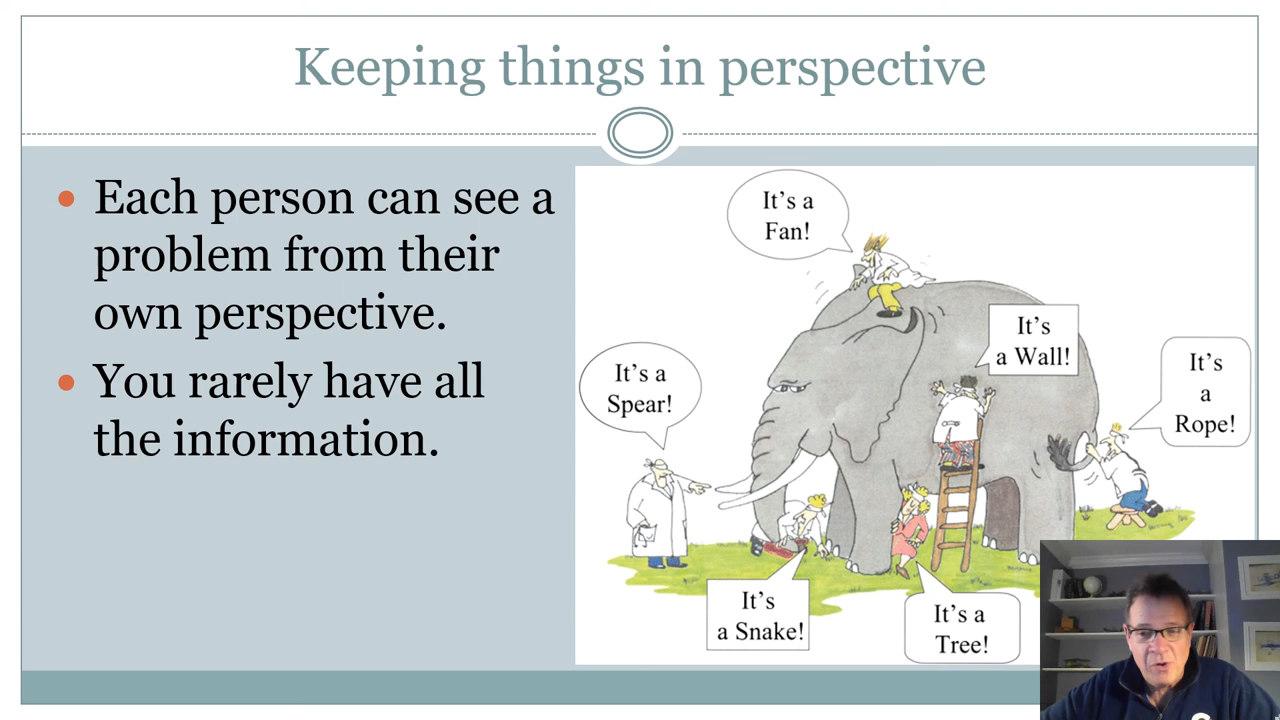 Keeping things in perspective
Each person can see a
problem from their
own perspective.
You rarely have all
the information.
It's a
Fan!
It's
a Wall!
It's a
Spear!
It's
a
Rope!
It's
a Snake!
It's a
Tree!